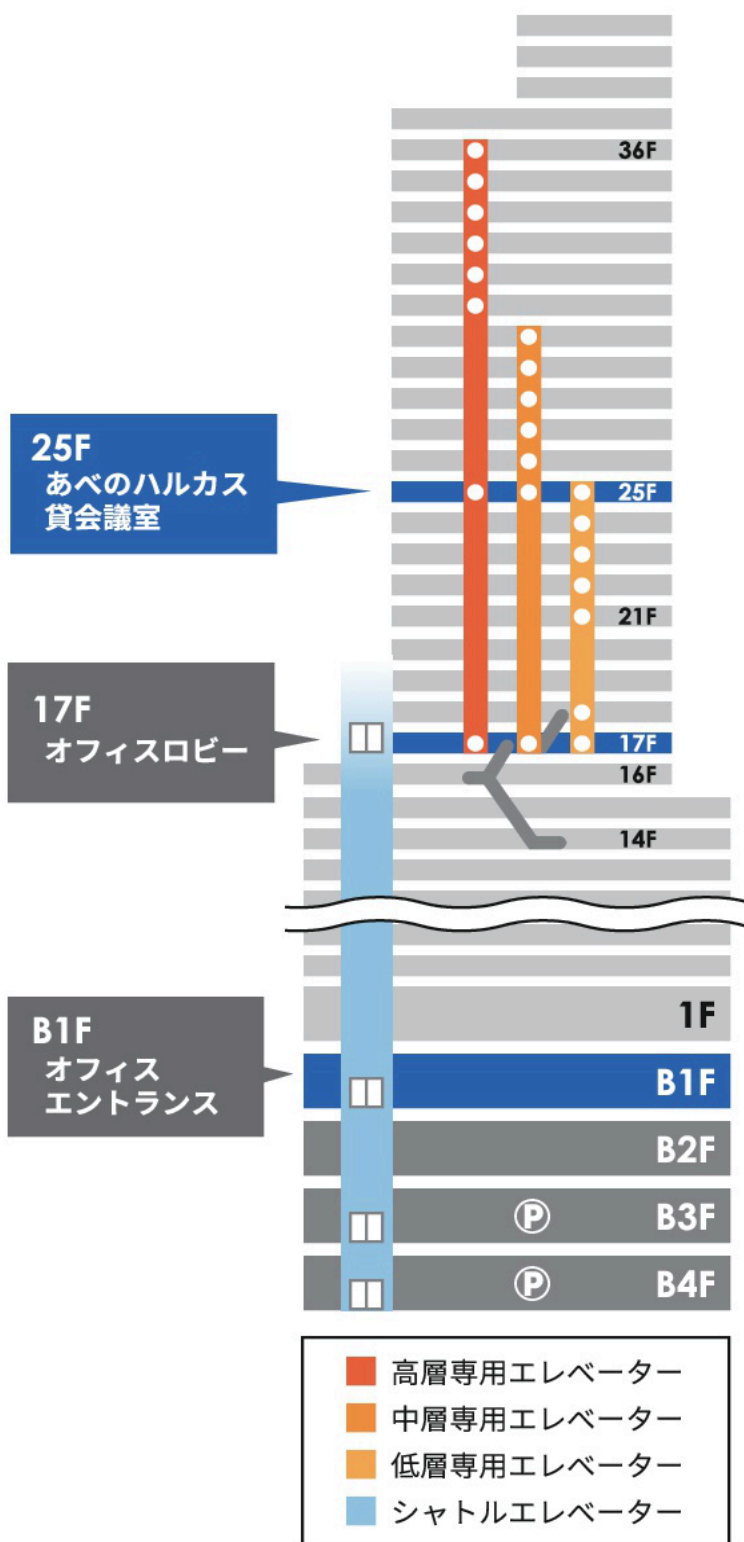 36F
25F
あべのハルカス
貸会議室
25F
21F
17F
オフィスロビー
17F
16F
14F
1F
B1F
オフィス
エントランス
B1F
B2F
P B3F
P B4F
高層専用エレベーター
中層専用エレベーター
低層専用エレベーター
シャトルエレベーター